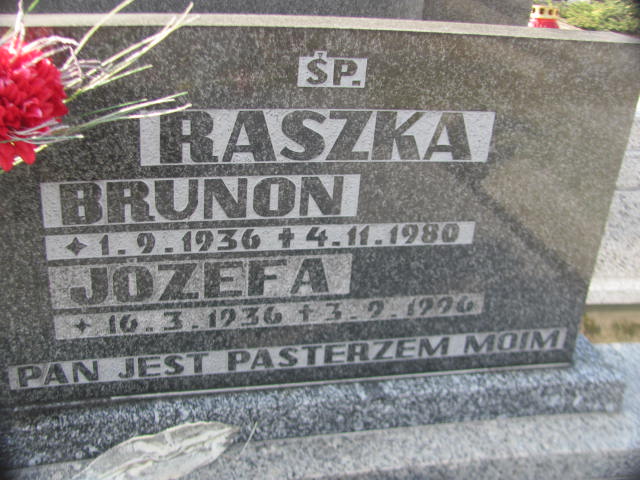 ŚP.
RASZKA
BRUNON
1.9.1936 + 4.11.1980
JÓZEFA
16.3.1936 + 3.9.1996
PAN JEST PASTERZEM MOIM